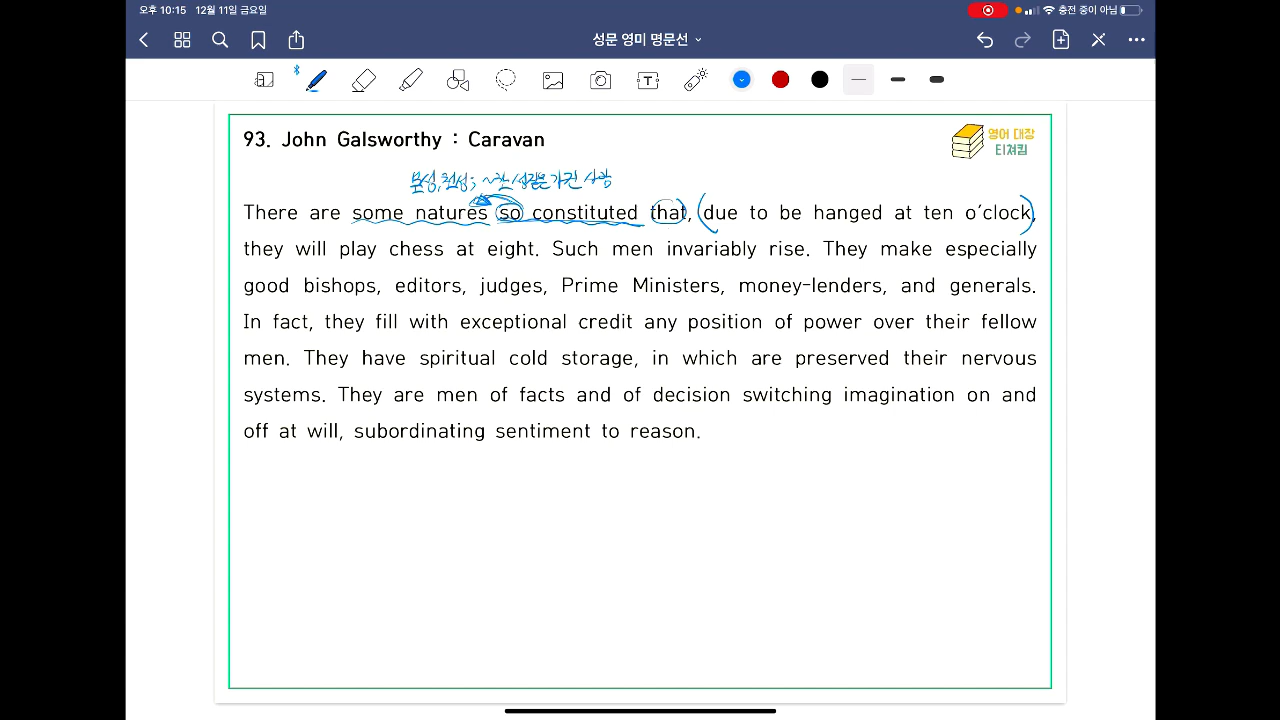 오후 10:15 12월 11일 금요일
충전 중이 아님
성문 영미 명문선
T
93. John Galsworthy : Caravan
영어 대장
티쳐킴
본성, 천성; ~한 성질을 가진 사람
There are some natures so constituted that, (due to be hanged at ten o'clock),
they will play chess at eight. Such men invariably rise. They make especially
good bishops, editors, judges, Prime Ministers, money-lenders, and generals.
In fact, they fill with exceptional credit any position of power over their fellow
men. They have spiritual cold storage, in which are preserved their nervous
systems. They are men of facts and of decision switching imagination on and
off at will, subordinating sentiment to reason.